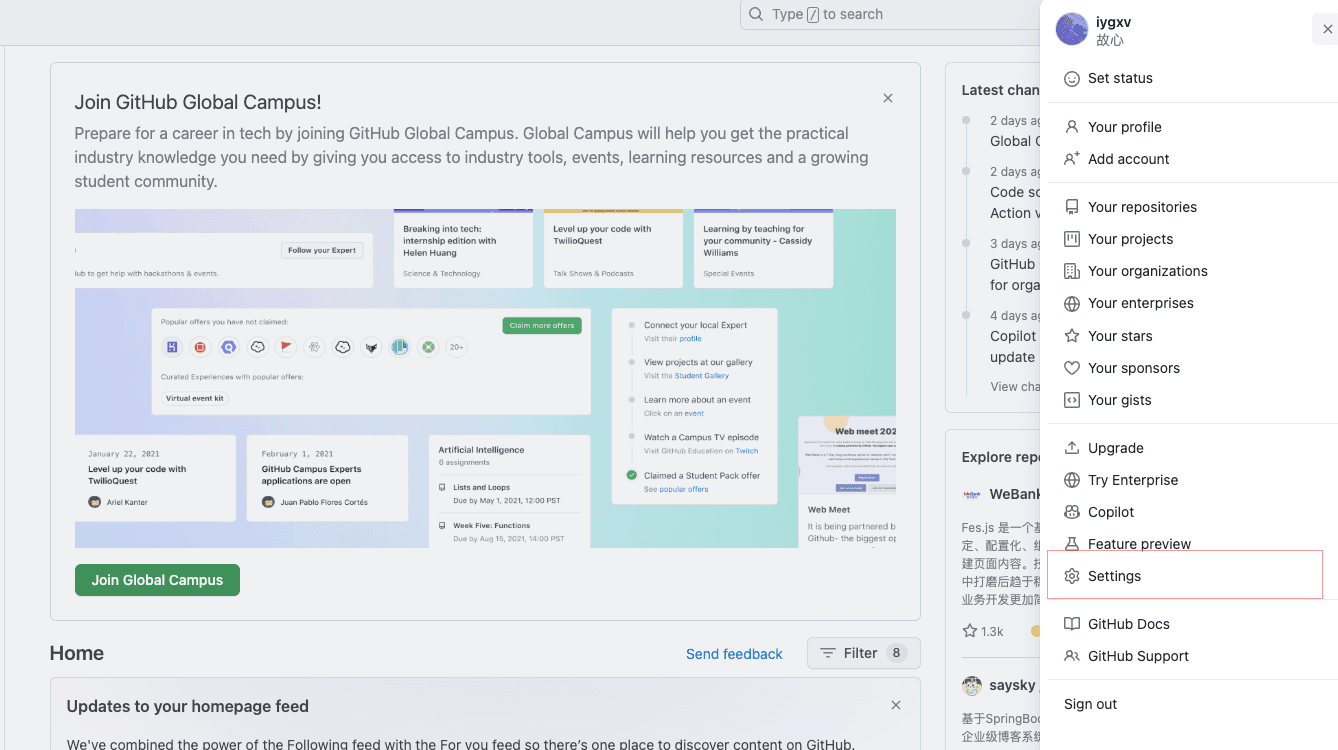 Type / to search
Join GitHub Global Campus!
Prepare for a career in tech by joining GitHub Global Campus. Global Campus will help you get the practical
industry knowledge you need by giving you access to industry tools, events, learning resources and a growing
student community.
Follow your Expert
lub to get help with hackathons & events.
Breaking into tech:
internship edition with
Helen Huang
Science & Technology
Level up your code with
TwilioQuest
Talk Shows & Podcasts
Learning by teaching for
your community - Cassidy
Williams
Special Events
Popular offers you have not claimed:
Claim more offers
20+
Curated Experiences with popular offers:
Virtual event kit
Connect your local Expert
Visit their profile
View projects at our gallery
Visit the Student Gallery
Learn more about an event
Click on an event
Watch a Campus TV episode
Visit GitHub Education on Twitch
Claimed a Student Pack offer
See popular offers
January 22, 2021
Level up your code with
TwilioQuest
Ariel Kanter
February 1, 2021
GitHub Campus Experts
applications are open
Juan Pablo Flores Cortés
Artificial Intelligence
6 assignments
Lists and Loops
Due by May 1, 2021, 12:00 PST
Week Five: Functions
Due by Aug 15, 2021, 14:00 PST
Web meet 202
Web Meet
It is being partnered b
Github- the biggest op
Join Global Campus
Home
Send feedback
Filter 8
Updates to your homepage feed
We've combined the power of the Following feed with the For you feed so there's one place to discover content on GitHub.
Latest chan
2 days ag
Global C
2 days ag
Code sc
Action v
3 days ag
GitHub
for orga
4 days ag
Copilot
update
View cha
Explore repo
WeBank
Fes.js 是一个基
定、配置化、组
建页面内容。技
中打磨后趋于稳
业务开发更加简
1.3k
saysky
基于SpringBoo
企业级博客系统
iygxv
故心
Set status
Your profile
Add account
Your repositories
Your projects
Your organizations
Your enterprises
Your stars
Your sponsors
Your gists
Upgrade
Try Enterprise
Copilot
Feature preview
Settings
GitHub Docs
GitHub Support
Sign out